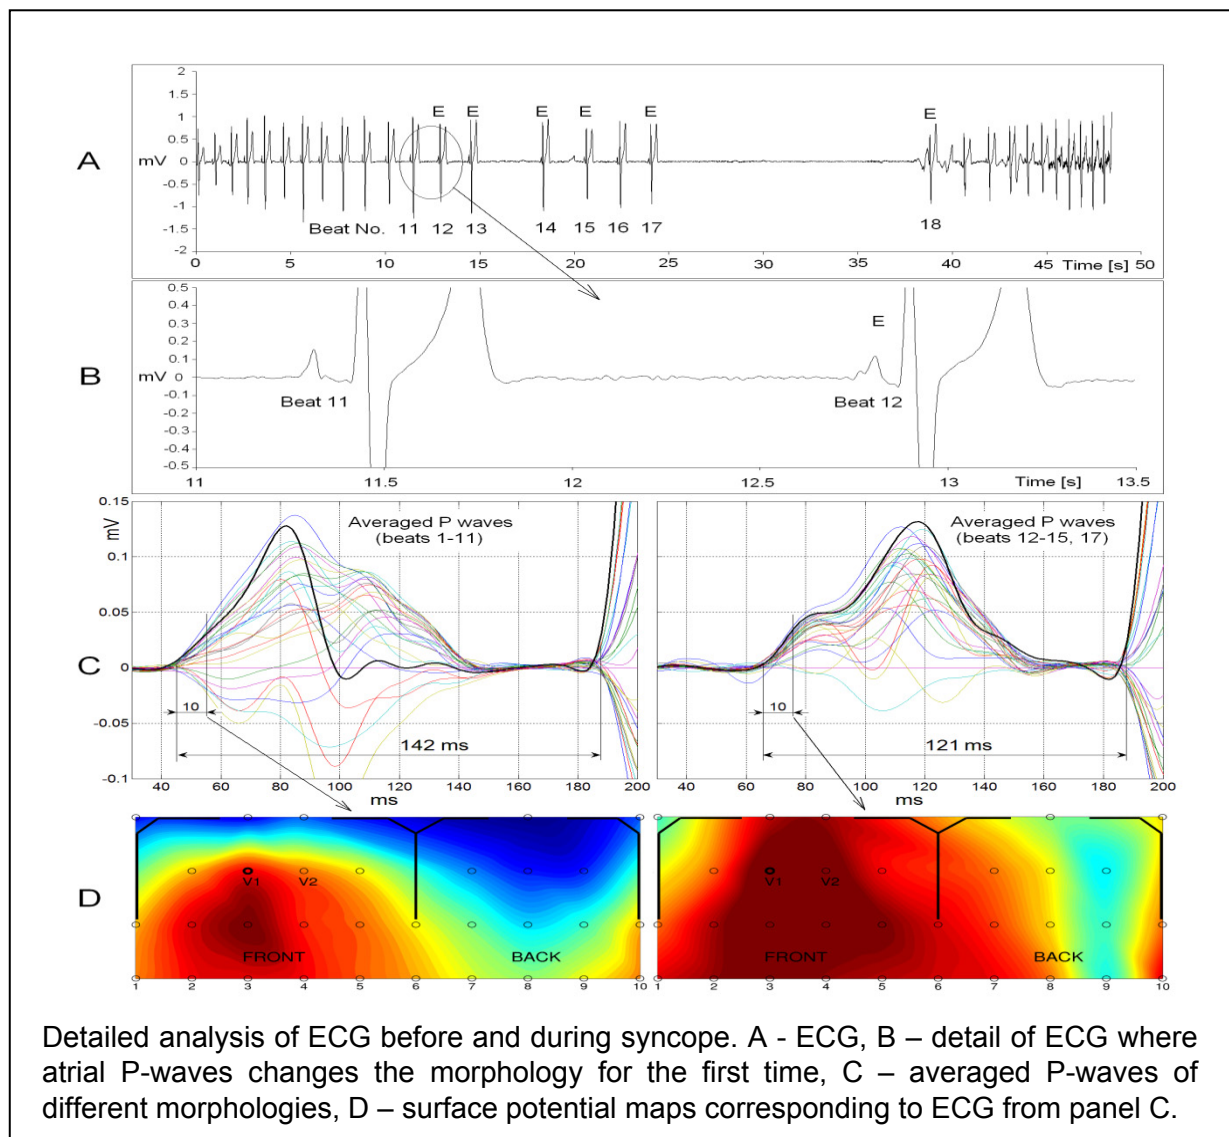 2
1.5
1
0.5
0
-0.5
-1
-1.5
-2
mV
A
E E E E E E
Beat No. 11 12 13 14 15 16 17 18
0 5 10 15 20 25 30 35 40 45 50
Time [s]
0.5
0.4
0.3
0.2
0.1
0
-0.1
-0.2
-0.3
-0.4
-0.5
mV
B
E
Beat 11 Beat 12
11 11.5 12 12.5 13 13.5
Time [s]
0.15
0.1
0.05
0
-0.05
-0.1
mV
C
Averaged P waves
(beats 1-11)
10
142 ms
40 60 80 100 120 140 160 180 200
Averaged P waves
(beats 12-15, 17)
10
121 ms
40 60 80 100 120 140 160 180 200
ms ms
D
V1 V2
FRONT BACK
1 2 3 4 5 6 7 8 9 10
V1 V2
FRONT BACK
1 2 3 4 5 6 7 8 9 10
Detailed analysis of ECG before and during syncope. A - ECG, B – detail of ECG where
atrial P-waves changes the morphology for the first time, C – averaged P-waves of
different morphologies, D – surface potential maps corresponding to ECG from panel C.